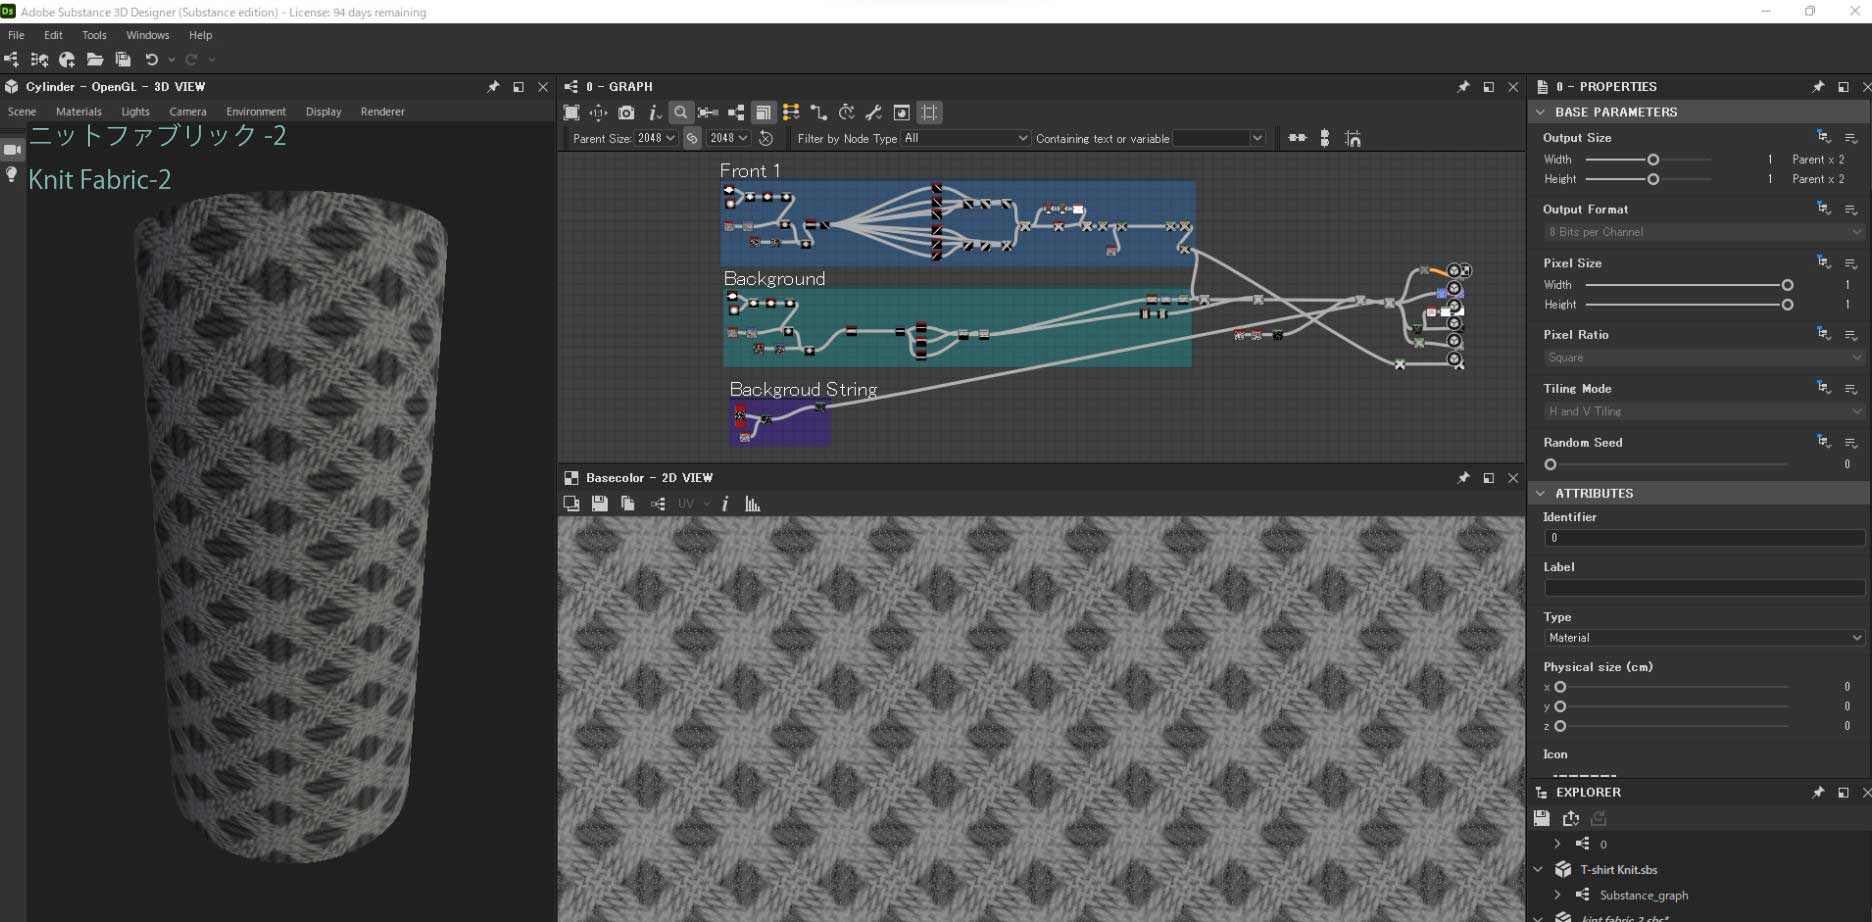 Adobe Substance 3D Designer (Substance edition) - License: 94 days remaining
File Edit Tools Windows Help
Cylinder - OpenGL - 3D VIEW
Scene Materials Lights Camera Environment Display Renderer
ニットファブリック -2
Knit Fabric-2
0 - GRAPH
Parent Size: 2048 2048 Filter by Node Type All Containing text or variable
Front 1
Background
Backgroud String
Basecolor - 2D VIEW
UV
0 - PROPERTIES
BASE PARAMETERS
Output Size
Width 1 Parent x 2
Height 1 Parent x 2
Output Format
8 Bits per Channel
Pixel Size
Width 1
Height 1
Pixel Ratio
Square
Tiling Mode
H and V Tiling
Random Seed
0
ATTRIBUTES
Identifier
0
Label
Type
Material
Physical size (cm)
x 0
y 0
z 0
Icon
EXPLORER
0
T-shirt Knit.sbs
Substance_graph